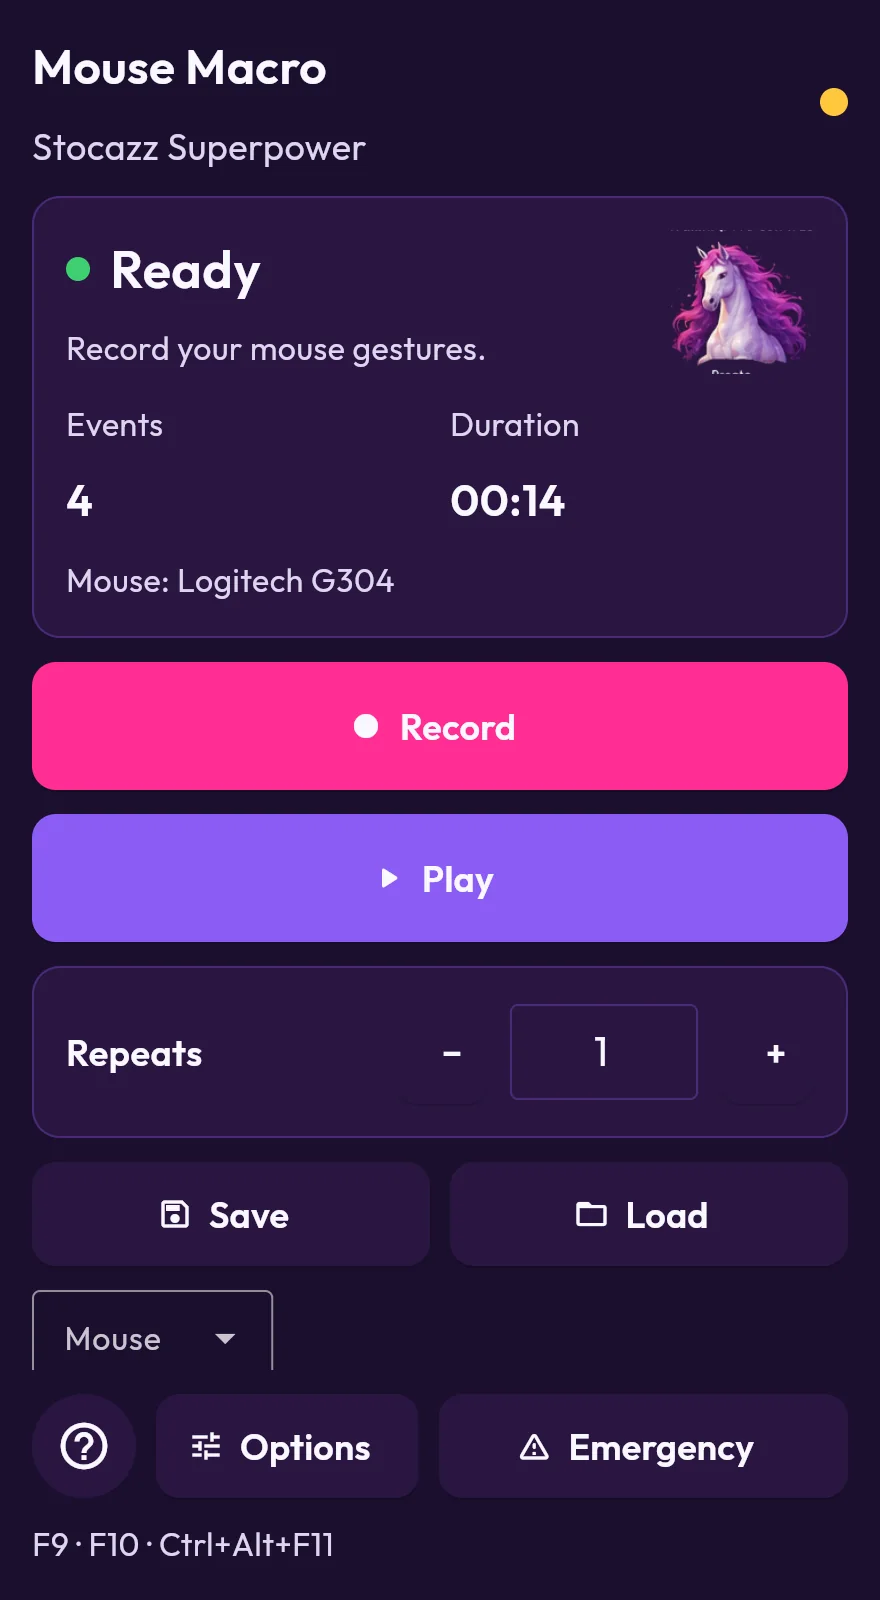 Mouse Macro
Stocazz Superpower
Ready
Record your mouse gestures.
Events
Duration
4
00:14
Mouse: Logitech G304
Record
Play
Repeats
−
1
+
Save
Load
Mouse
Options
Emergency
F9 · F10 · Ctrl+Alt+F11